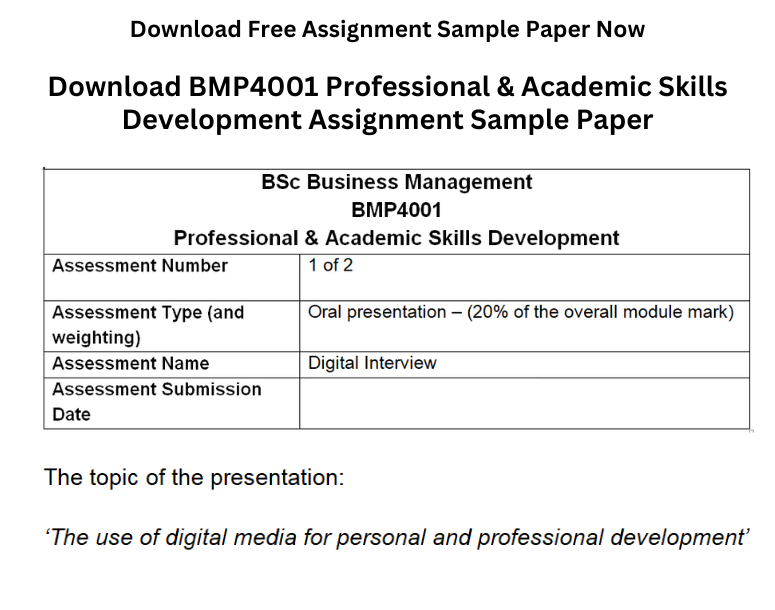 Download Free Assignment Sample Paper Now
Download BMP4001 Professional & Academic Skills
Development Assignment Sample Paper
BSc Business Management
BMP4001
Professional & Academic Skills Development
Assessment Number
1 of 2
Assessment Type (and
weighting)
Oral presentation – (20% of the overall module mark)
Assessment Name
Digital Interview
Assessment Submission
Date
The topic of the presentation:
‘The use of digital media for personal and professional development’